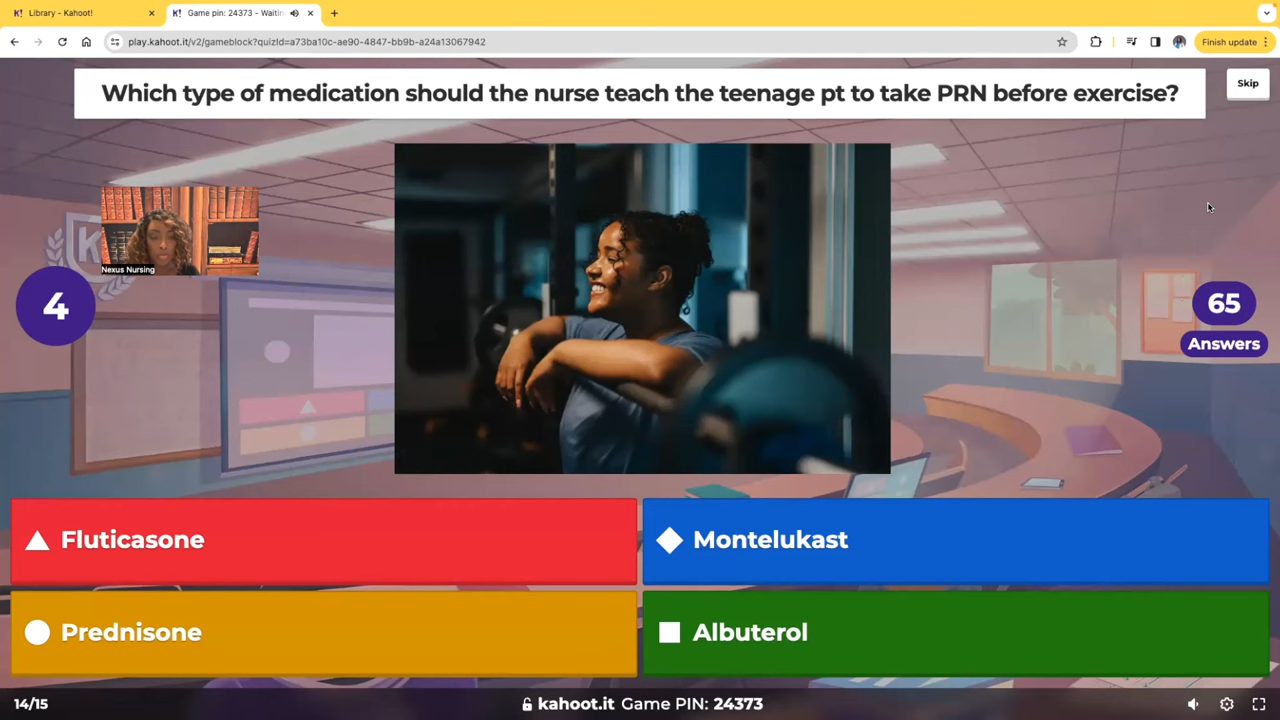 Library - Kahoot!
Game pin: 24373 - Waitin
play.kahoot.it/v2/gameblock?quizId=a73ba10c-ae90-4847-bb9b-a24a13067942
Finish update
Which type of medication should the nurse teach the teenage pt to take PRN before exercise?
Skip
Nexus Nursing
4
65
Answers
Fluticasone
Montelukast
Prednisone
Albuterol
14/15
kahoot.it Game PIN: 24373